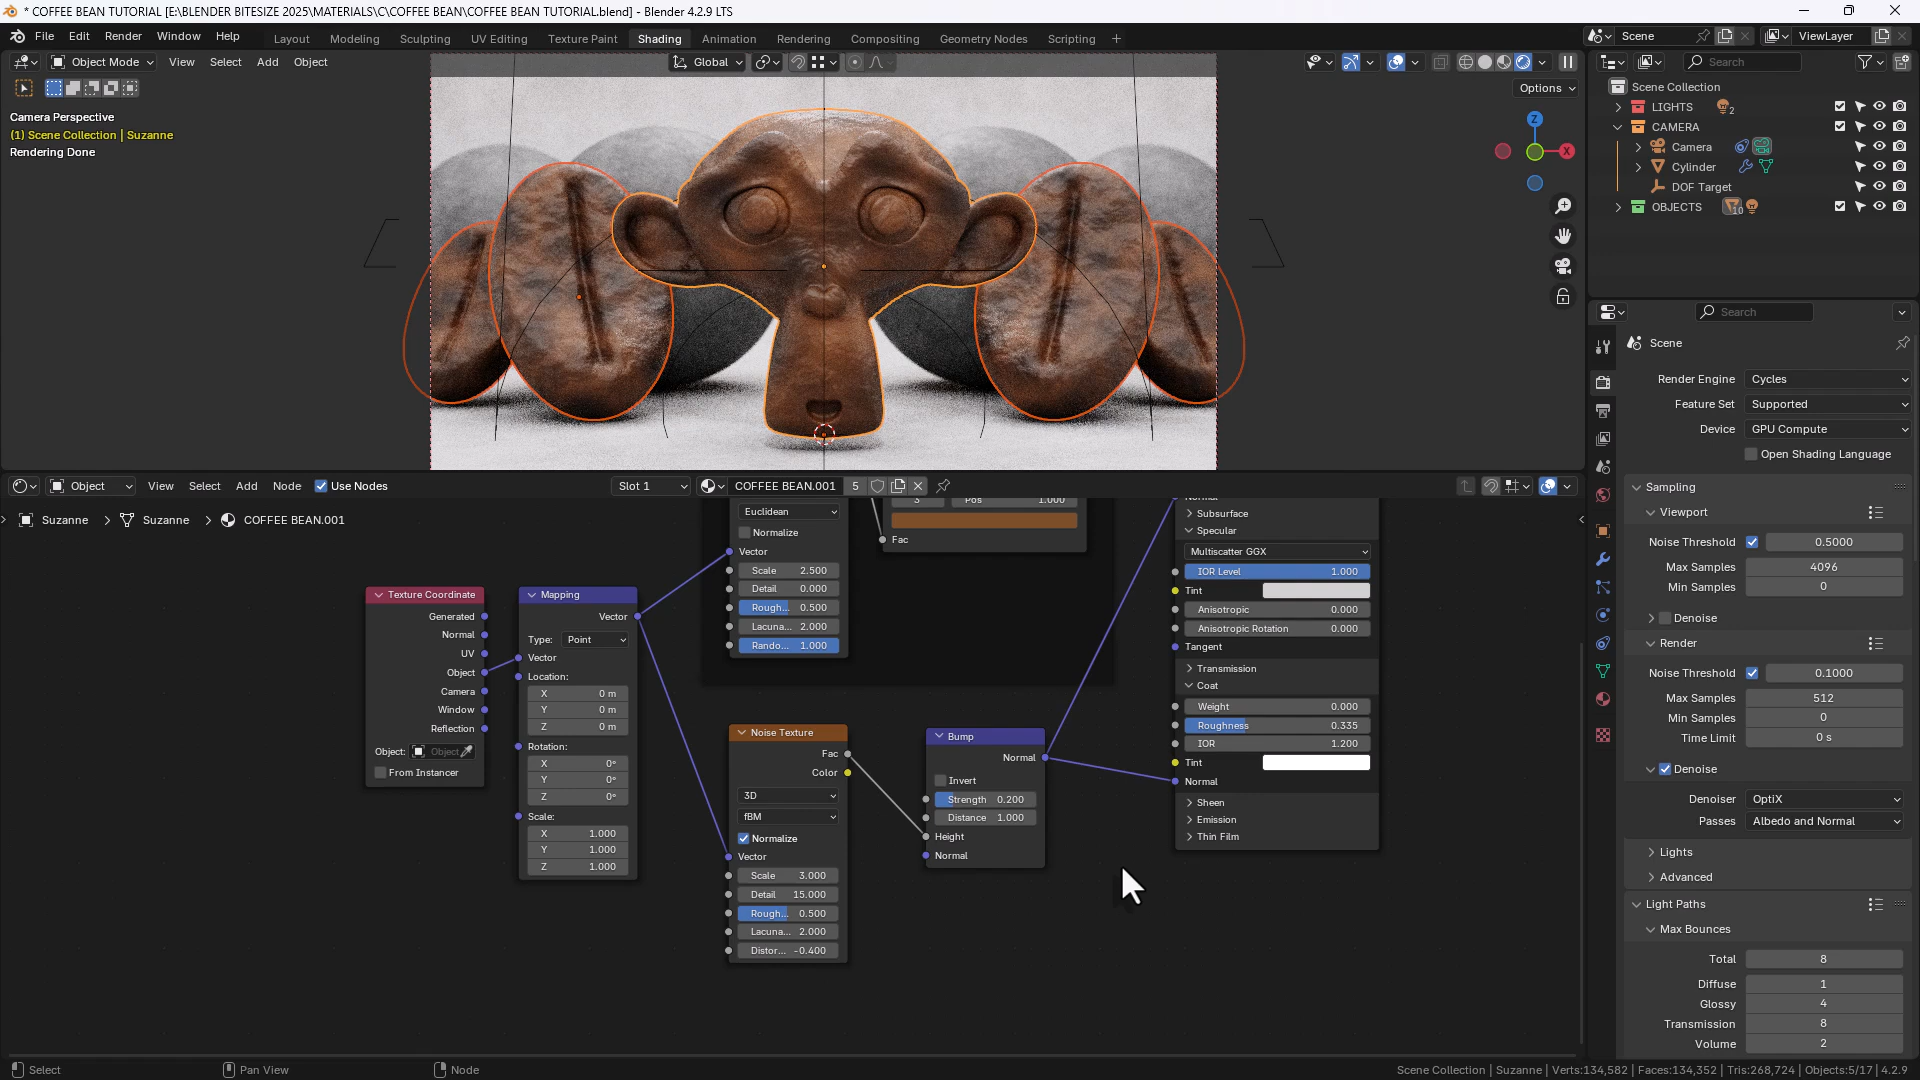 * COFFEE BEAN TUTORIAL [E:\BLENDER BITESIZE 2025\MATERIALS\C\COFFEE BEAN\COFFEE BEAN TUTORIAL.blend] - Blender 4.2.9 LTS
File Edit Render Window Help Layout Modeling Sculpting UV Editing Texture Paint Shading Animation Rendering Compositing Geometry Nodes Scripting + Scene ViewLayer
Object Mode View Select Add Object Global Search
Options
Camera Perspective
(1) Scene Collection | Suzanne
Rendering Done
Z
X
Scene Collection
LIGHTS 2
CAMERA
Camera
Cylinder
DOF Target
OBJECTS 10
Search
Scene
Render Engine Cycles
Feature Set Supported
Device GPU Compute
Open Shading Language
Sampling
Viewport
Noise Threshold 0.5000
Max Samples 4096
Min Samples 0
Denoise
Render
Noise Threshold 0.1000
Max Samples 512
Min Samples 0
Time Limit 0 s
Denoise
Denoiser OptiX
Passes Albedo and Normal
Lights
Advanced
Light Paths
Max Bounces
Total 8
Diffuse 1
Glossy 4
Transmission 8
Volume 2
Object View Select Add Node Use Nodes Slot 1 COFFEE BEAN.001 5
Suzanne > Suzanne > COFFEE BEAN.001
Texture Coordinate
Generated
Normal
UV
Object
Camera
Window
Reflection
Object: Object
From Instancer
Mapping
Vector
Type: Point
Vector
Location:
X 0 m
Y 0 m
Z 0 m
Rotation:
X 0°
Y 0°
Z 0°
Scale:
X 1.000
Y 1.000
Z 1.000
Euclidean
Normalize
Vector
Scale 2.500
Detail 0.000
Rough... 0.500
Lacuna... 2.000
Rando... 1.000
3 Pos 1.000
Fac
Noise Texture
Fac
Color
3D
fBM
Normalize
Vector
Scale 3.000
Detail 15.000
Rough... 0.500
Lacuna... 2.000
Distor... -0.400
Bump
Normal
Invert
Strength 0.200
Distance 1.000
Height
Normal
Normal
Subsurface
Specular
Multiscatter GGX
IOR Level 1.000
Tint
Anisotropic 0.000
Anisotropic Rotation 0.000
Tangent
Transmission
Coat
Weight 0.000
Roughness 0.335
IOR 1.200
Tint
Normal
Sheen
Emission
Thin Film
Select Pan View Node Scene Collection | Suzanne | Verts:134,582 | Faces:134,352 | Tris:268,724 | Objects:5/17 | 4.2.9